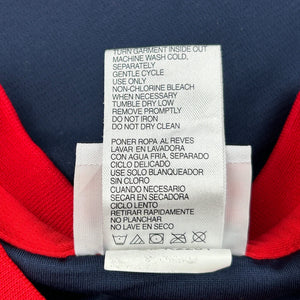 TURN GARMENT INSIDE OUT
MACHINE WASH COLD,
SEPARATELY
GENTLE CYCLE
USE ONLY
NON-CHLORINE BLEACH
WHEN NECESSARY
TUMBLE DRY LOW
REMOVE PROMPTLY
DO NOT IRON
DO NOT DRY CLEAN
PONER ROPA AL REVES
LAVAR EN LAVADORA
CON AGUA FRÍA, SEPARADO
CICLO DELICADO
USE SOLO BLANQUEADOR
SIN CLORO
CUANDO NECESARIO
SECAR EN SECADORA
CICLO LENTO
RETIRAR RAPIDAMENTE
NO PLANCHAR
NO LAVE EN SECO